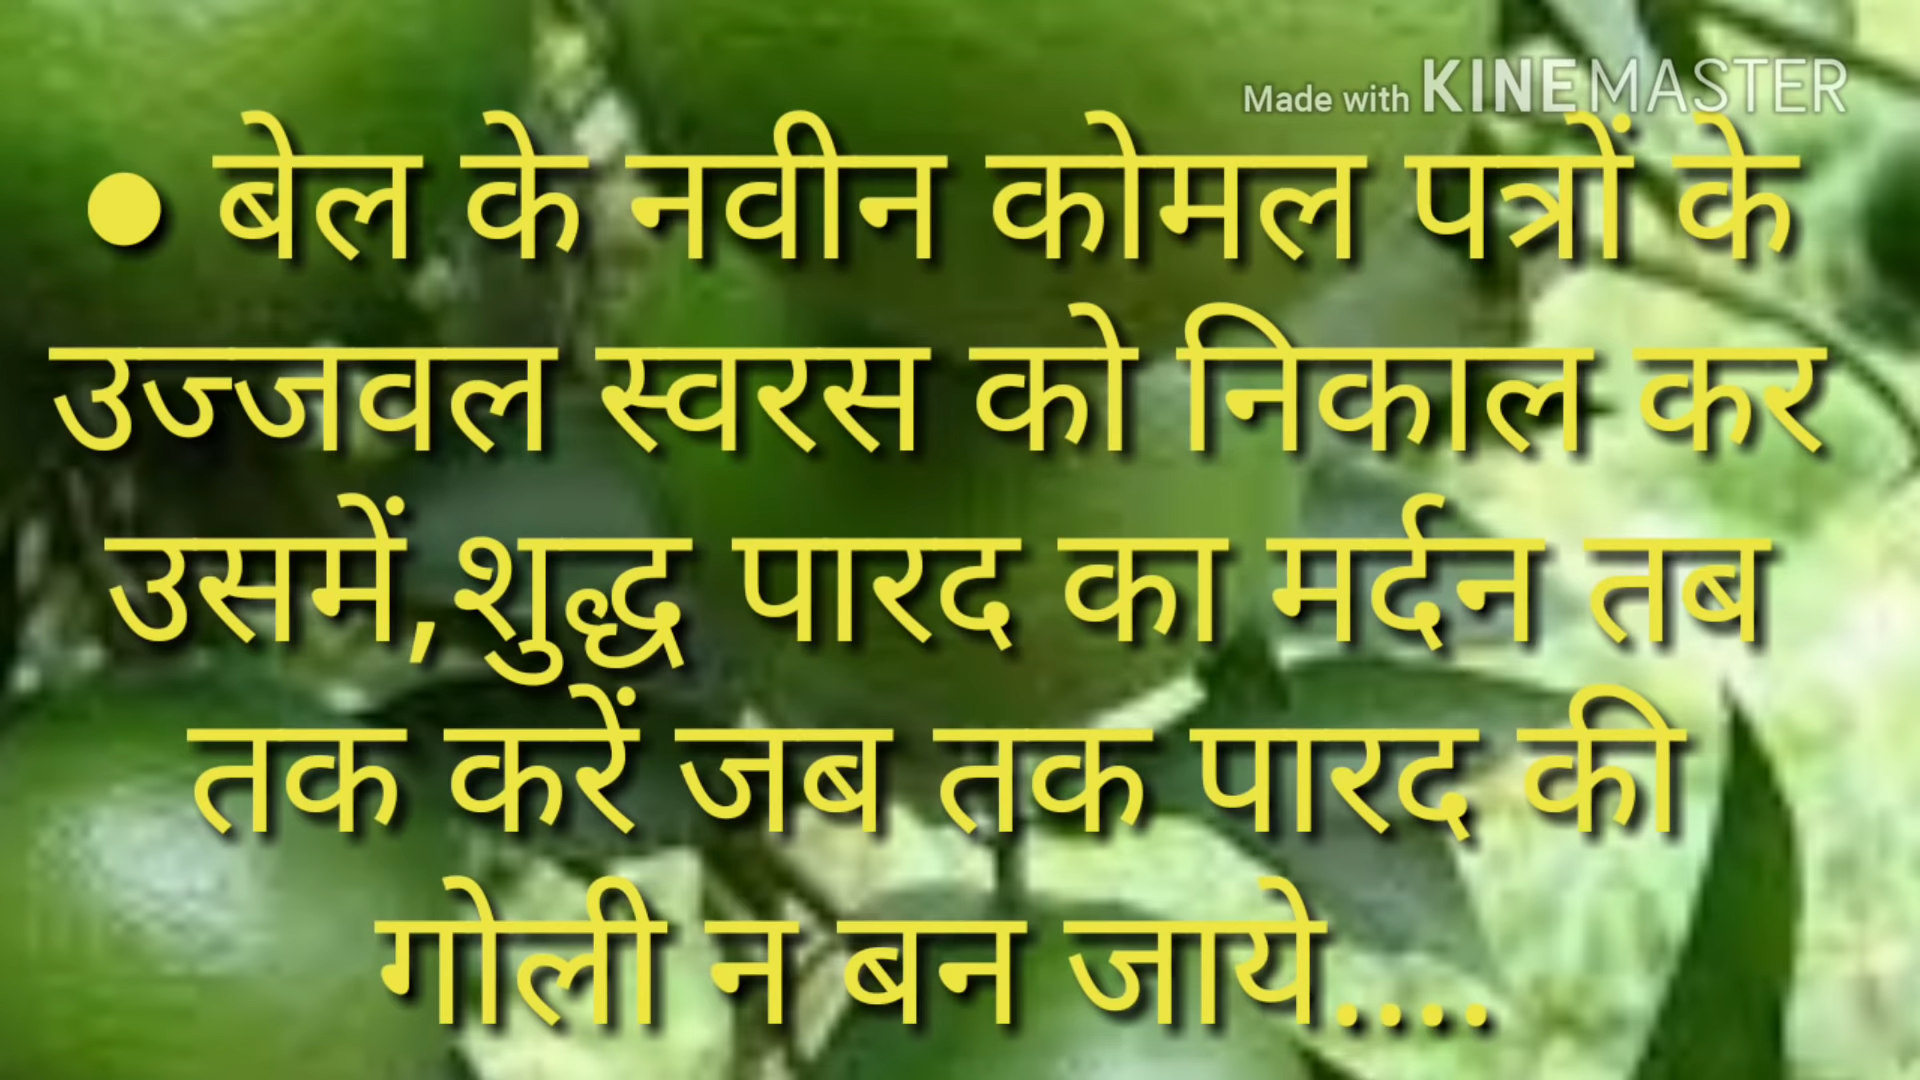 Made with KINEMASTER
● बेल के नवीन कोमल पत्रों के
उज्जवल स्वरस को निकाल कर
उसमें,शुद्ध पारद का मर्दन तब
तक करें जब तक पारद की
गोली न बन जाये....